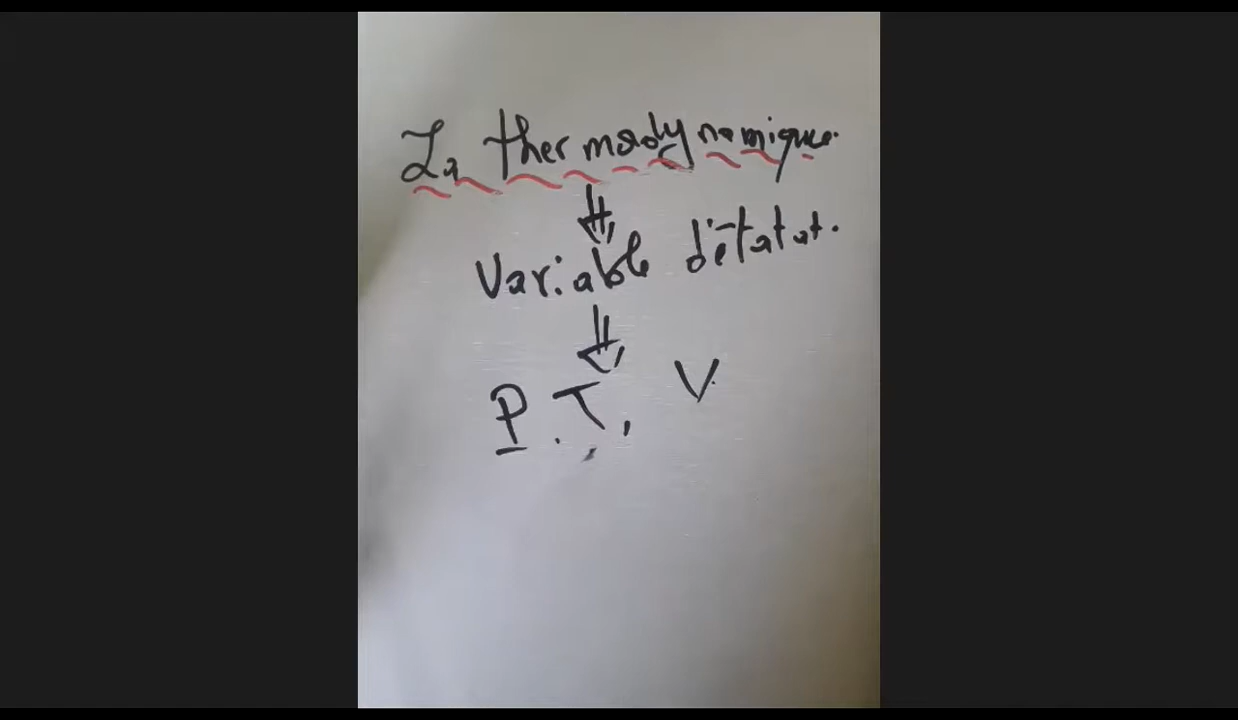 La thermodynamique.
Variable d'état.
P. T, V